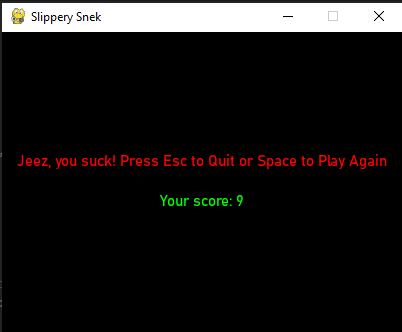 Slippery Snek
Jeez, you suck! Press Esc to Quit or Space to Play Again
Your score: 9